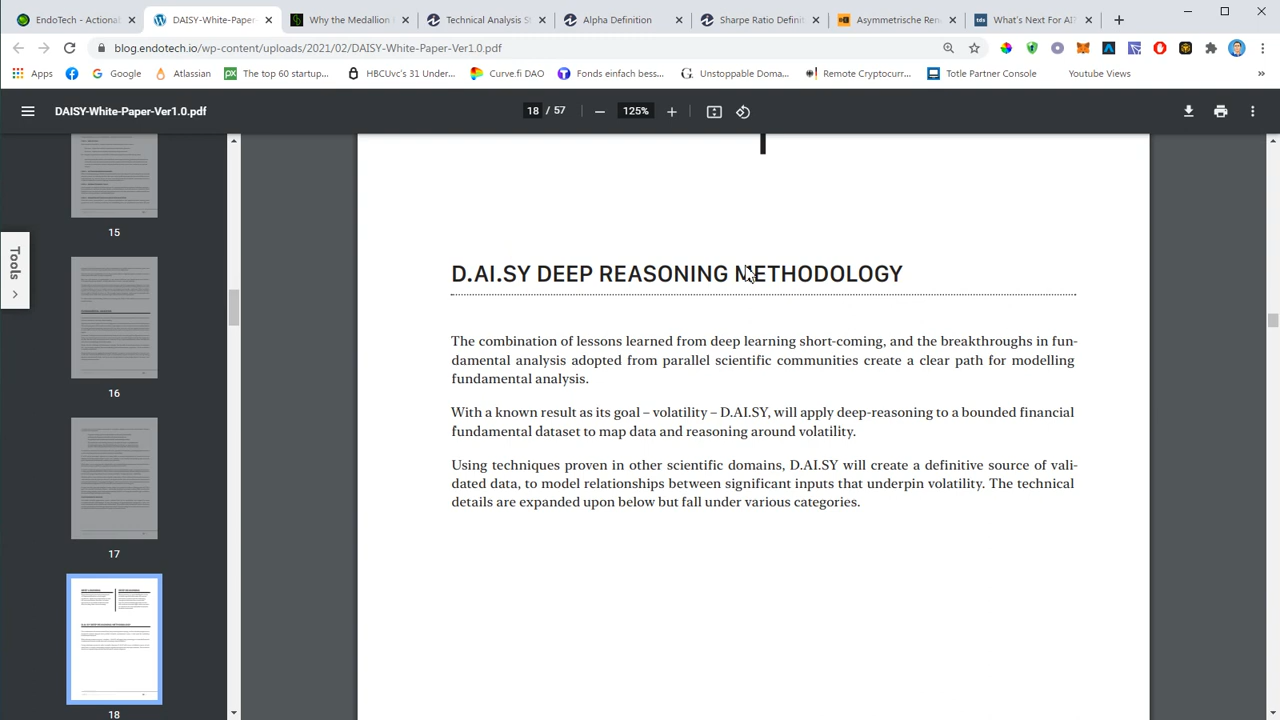 EndoTech - Actionab
DAISY-White-Paper-
Why the Medallion
Technical Analysis S
Alpha Definition
Sharpe Ratio Defini
Asymmetrische Ren
What's Next For AI?
blog.endotech.io/wp-content/uploads/2021/02/DAISY-White-Paper-Ver1.0.pdf
Apps
Google
Atlassian
The top 60 startup...
HBCUvc's 31 Under...
Curve.fi DAO
Fonds einfach bess...
Unstoppable Doma...
Remote Cryptocurr...
Totle Partner Console
Youtube Views
DAISY-White-Paper-Ver1.0.pdf
18 / 57
125%
Tools
15
16
17
18
D.AI.SY DEEP REASONING METHODOLOGY
The combination of lessons learned from deep learning short-coming, and the breakthroughs in fun-
damental analysis adopted from parallel scientific communities create a clear path for modelling
fundamental analysis.
With a known result as its goal – volatility – D.AI.SY, will apply deep-reasoning to a bounded financial
fundamental dataset to map data and reasoning around volatility.
Using techniques proven in other scientific domains, D.AI.SY will create a definitive source of vali-
dated data, to model relationships between significant inputs that underpin volatility. The technical
details are expanded upon below but fall under various categories.